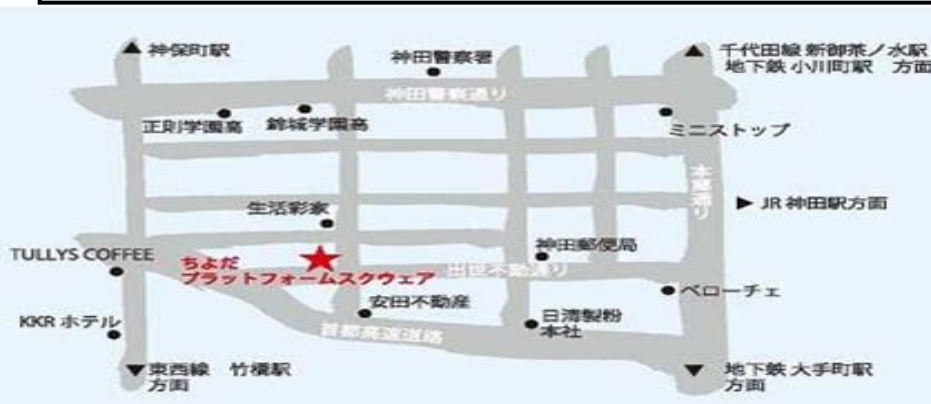 神保町駅
神田警察署
千代田線 新御茶ノ水駅
地下鉄 小川町駅 方面
神田警察通り
正則学園高
錦城学園高
ミニストップ
本郷通り
JR 神田駅方面
生活彩家
TULLYS COFFEE
ちよだ
プラットフォームスクウェア
神田郵便局
出世不動通り
ベローチェ
安田不動産
日清製粉
本社
KKR ホテル
首都高速道路
東西線 竹橋駅
方面
地下鉄 大手町駅
方面